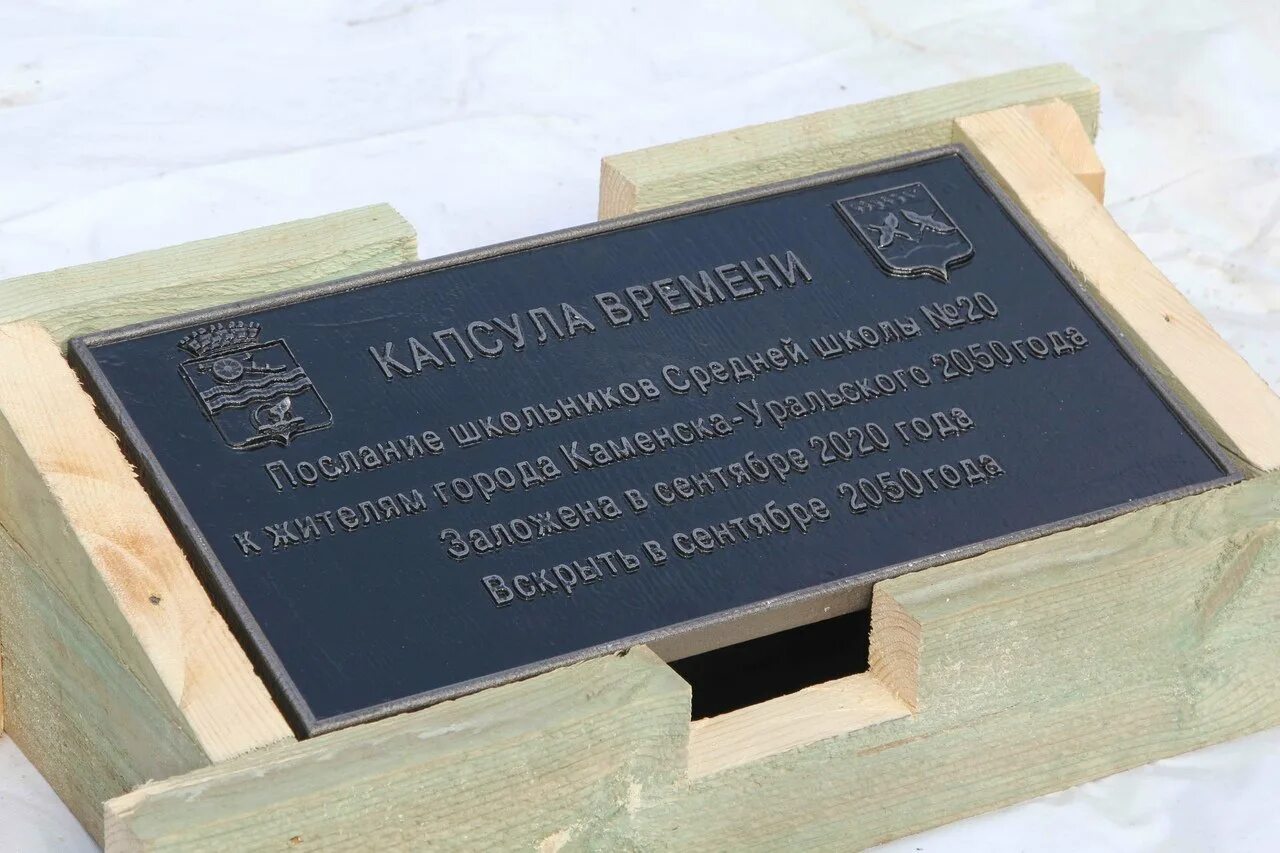 КАПСУЛА ВРЕМЕНИ
Послание школьников Средней школы №20
к жителям города Каменска-Уральского 2050года
Заложена в сентябре 2020 года
Вскрыть в сентябре 2050года